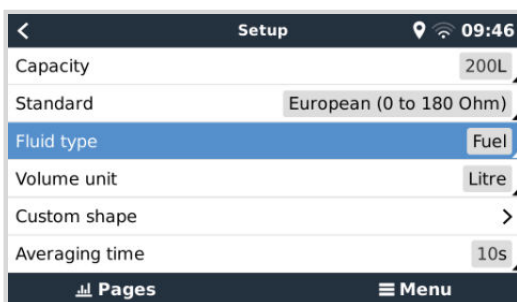 Setup 09:46
Capacity 200L
Standard European (0 to 180 Ohm)
Fluid type Fuel
Volume unit Litre
Custom shape
Averaging time 10s
Pages Menu